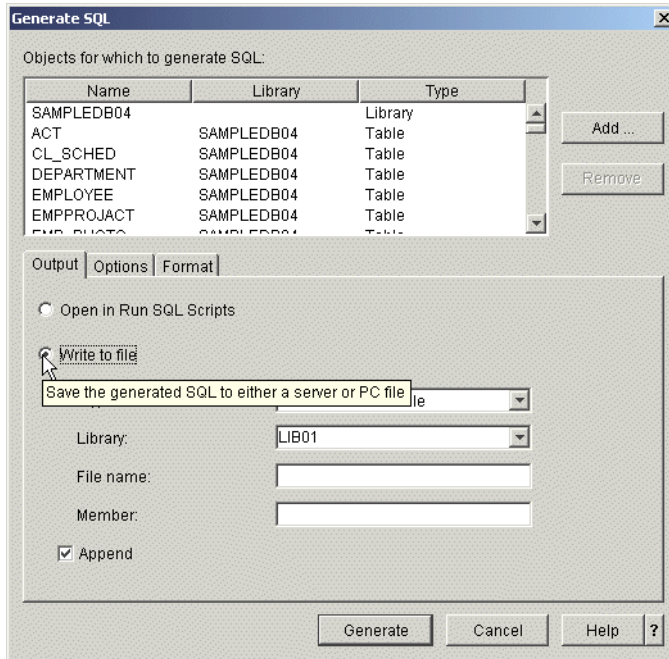 Generate SQL
Objects for which to generate SQL:
Name Library Type
SAMPLEDB04 Library
ACT SAMPLEDB04 Table
CL_SCHED SAMPLEDB04 Table
DEPARTMENT SAMPLEDB04 Table
EMPLOYEE SAMPLEDB04 Table
EMPPROJACT SAMPLEDB04 Table
Add ...
Remove
Output Options Format
Open in Run SQL Scripts
Write to file
Save the generated SQL to either a server or PC file
Library: LIB01
File name:
Member:
Append
Generate Cancel Help ?